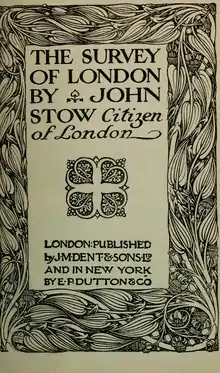 THE SURVEY
OF LONDON
BY JOHN
STOW Citizen
of London
LONDON: PUBLISHED
by J·M·DENT·&·SONS·Lᵀᴰ
AND IN NEW YORK
BY E·P·DUTTON & CO